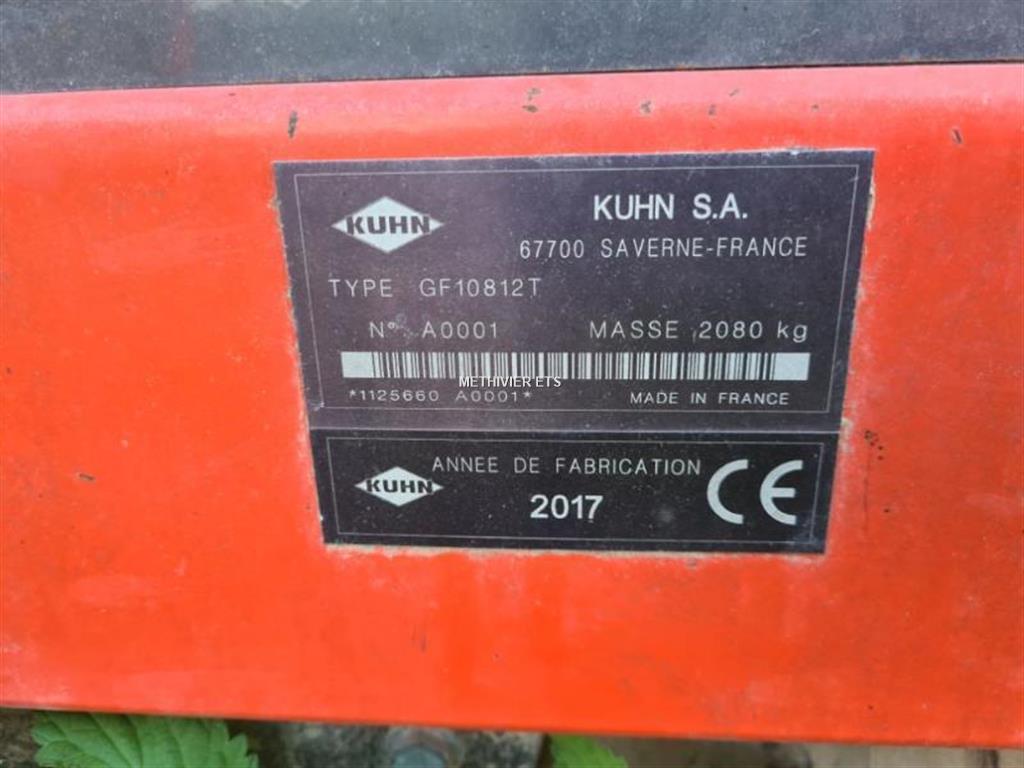 KUHN
KUHN S.A.
67700 SAVERNE-FRANCE
TYPE GF10812T
N° A0001 MASSE 2080 kg
METHIVIER ETS
*1125660 A0001* MADE IN FRANCE
KUHN
ANNEE DE FABRICATION
2017
CE